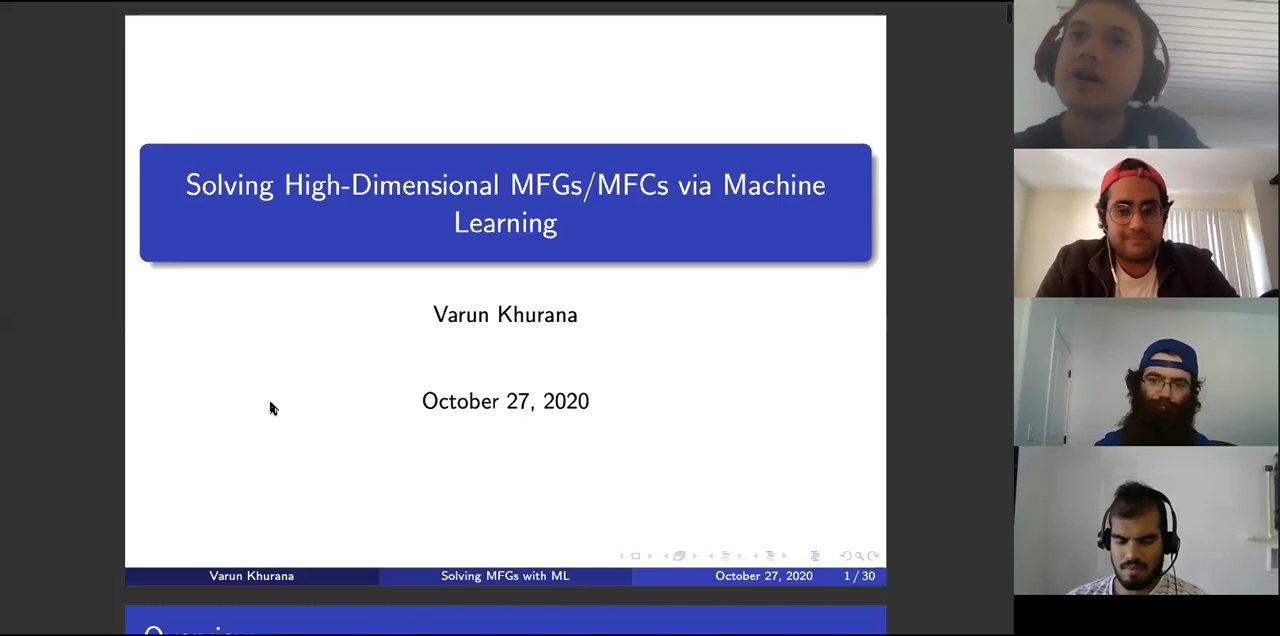 Solving High-Dimensional MFGs/MFCs via Machine
Learning
Varun Khurana
October 27, 2020
Varun Khurana
Solving MFGs with ML
October 27, 2020
1 / 30
Overview